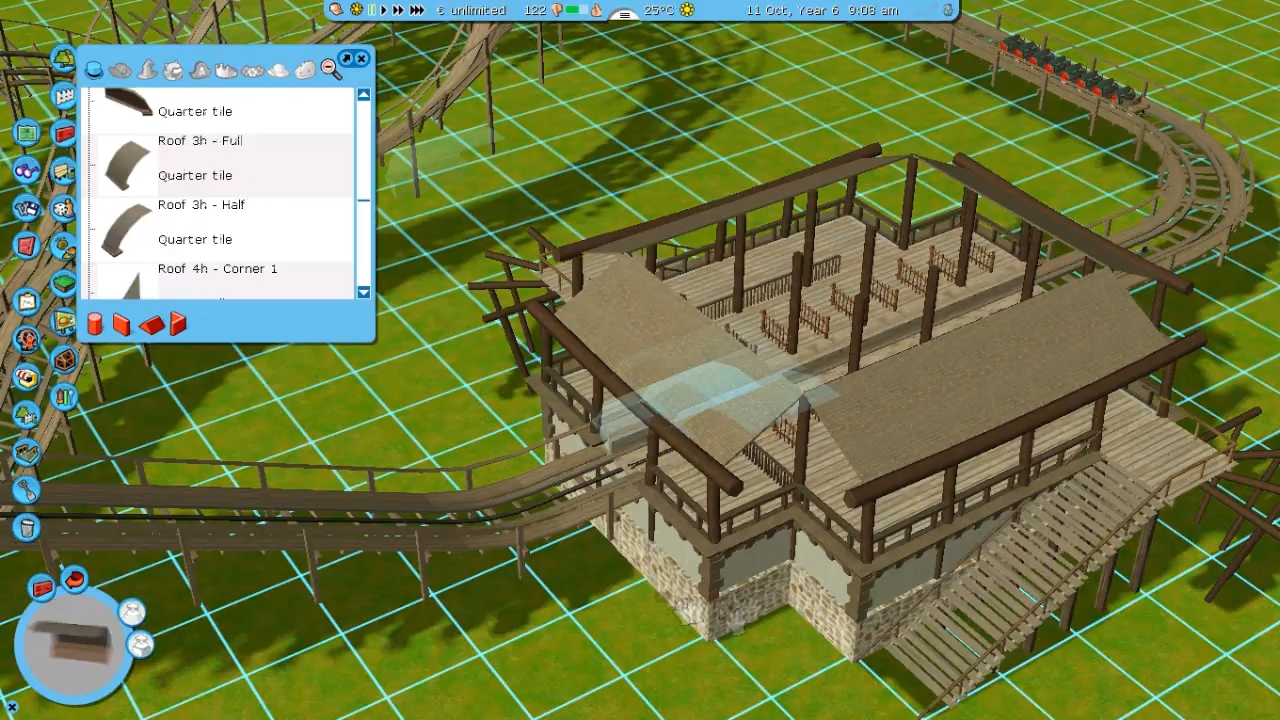 € unlimited 122 25°C 11 Oct, Year 6 9:08 am
Quarter tile
Roof 3h - Full
Quarter tile
Roof 3h - Half
Quarter tile
Roof 4h - Corner 1